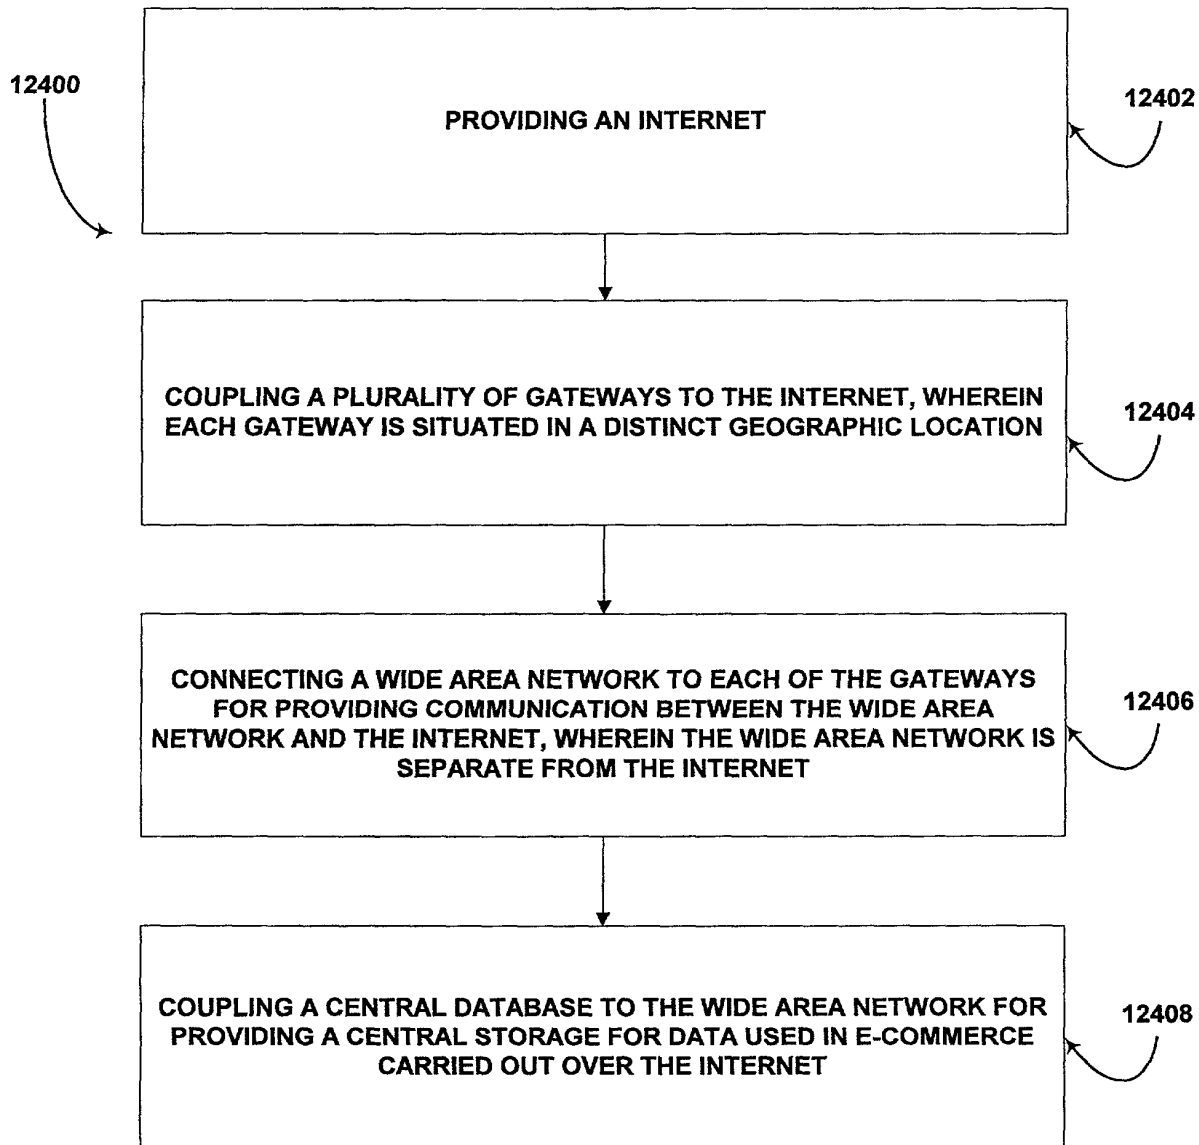 12400
PROVIDING AN INTERNET
12402
COUPLING A PLURALITY OF GATEWAYS TO THE INTERNET, WHEREIN
EACH GATEWAY IS SITUATED IN A DISTINCT GEOGRAPHIC LOCATION
12404
CONNECTING A WIDE AREA NETWORK TO EACH OF THE GATEWAYS
FOR PROVIDING COMMUNICATION BETWEEN THE WIDE AREA
NETWORK AND THE INTERNET, WHEREIN THE WIDE AREA NETWORK IS
SEPARATE FROM THE INTERNET
12406
COUPLING A CENTRAL DATABASE TO THE WIDE AREA NETWORK FOR
PROVIDING A CENTRAL STORAGE FOR DATA USED IN E-COMMERCE
CARRIED OUT OVER THE INTERNET
12408